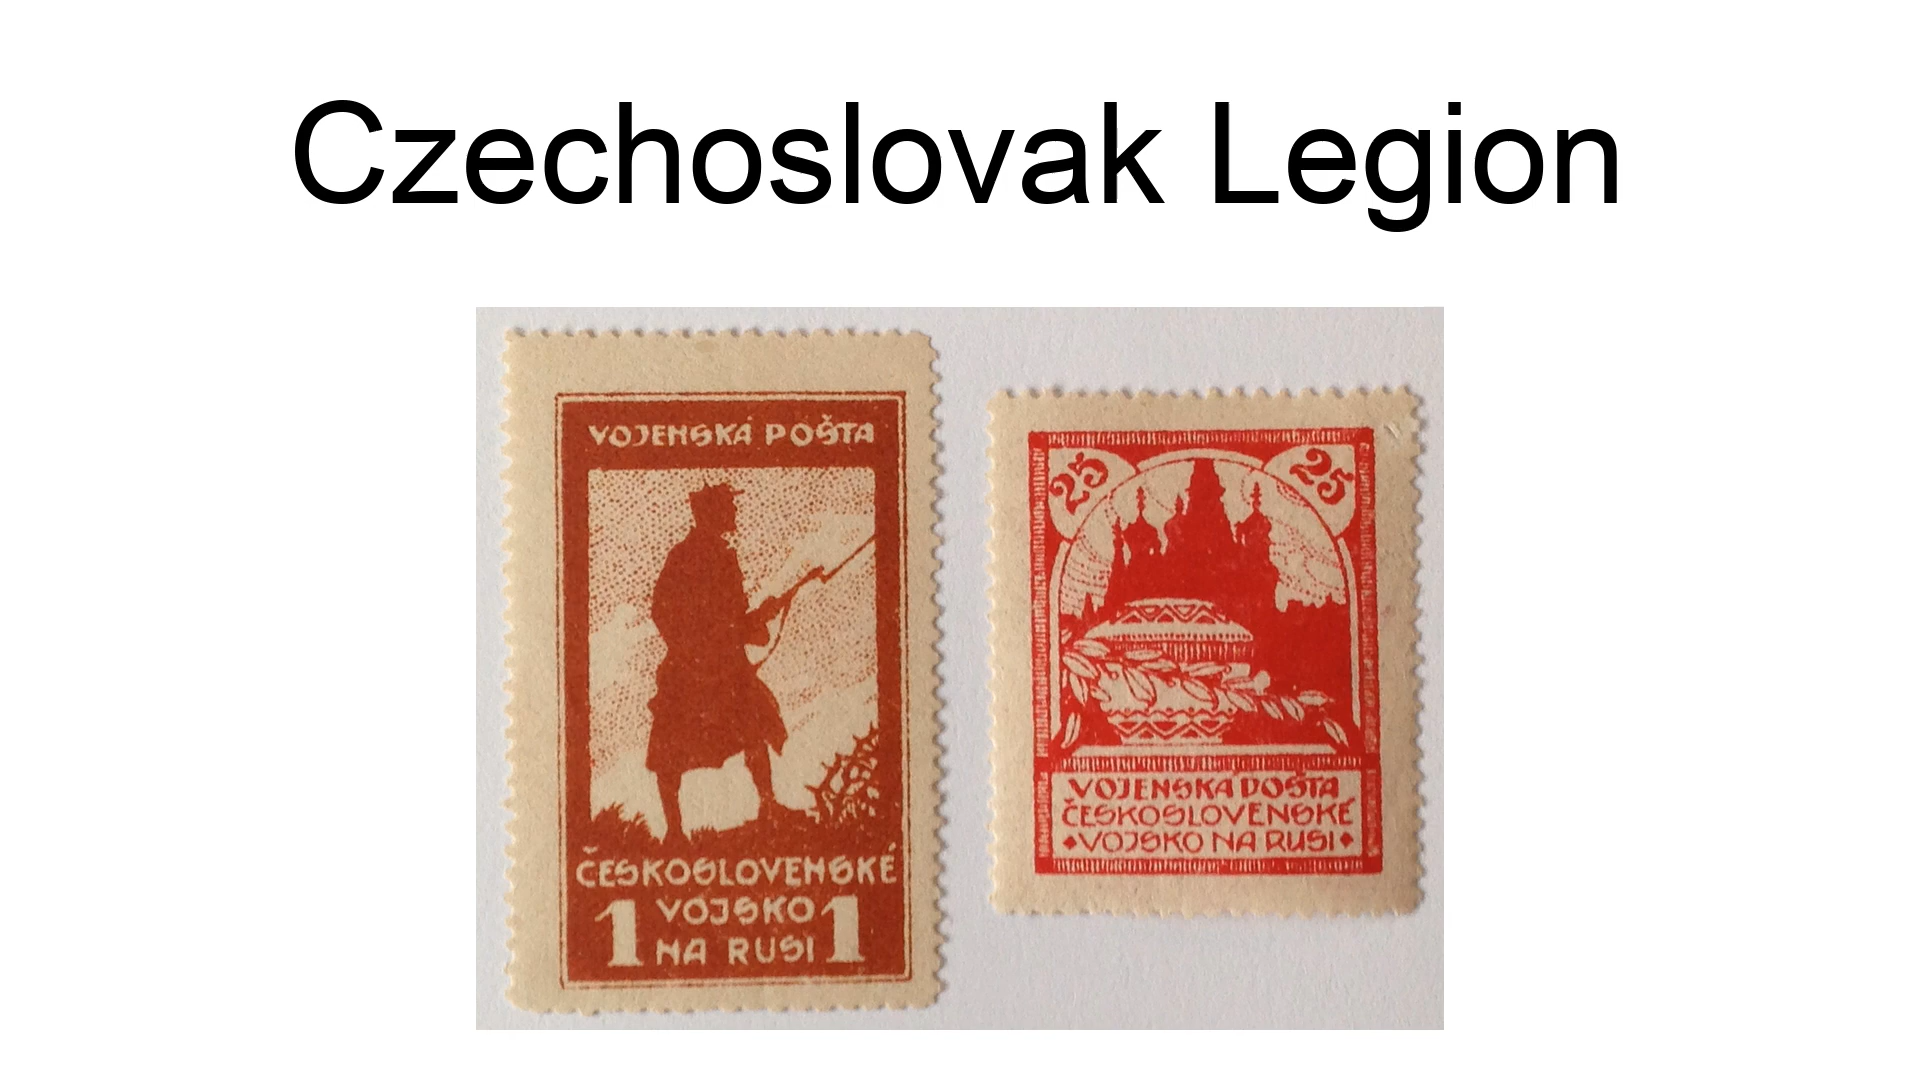 Czechoslovak Legion
VOJENSKÁ POŠTA
ČESKOSLOVENSKÉ
1 VOJSKO 1
NA RUSI
25 25
VOJENSKÁ POŠTA
ČESKOSLOVENSKÉ
VOJSKO NA RUSI